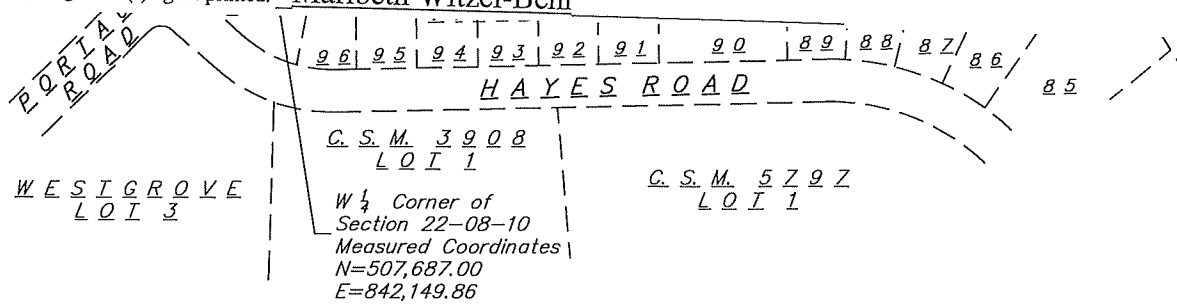 Maribeth Witzel-Behl
ROAD
96 95 94 93 92 91 90 89 88 87 86
85
HAYES ROAD
C. S. M. 3908
LOT 1
C. S. M. 5797
LOT 1
WESTGROVE
LOT 3
W ¼ Corner of
Section 22-08-10
Measured Coordinates
N=507,687.00
E=842,149.86